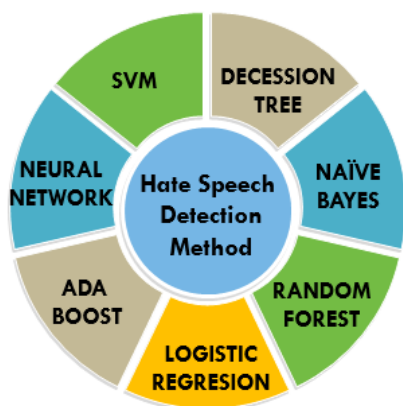 Hate Speech
Detection
Method
DECESSION
TREE
NAÏVE
BAYES
RANDOM
FOREST
LOGISTIC
REGRESION
ADA
BOOST
NEURAL
NETWORK
SVM